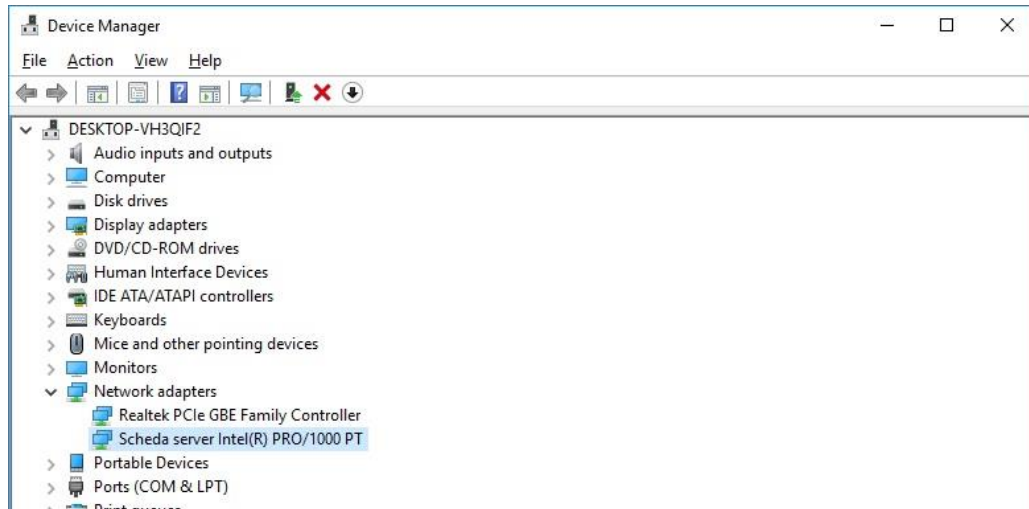 Device Manager
File Action View Help
DESKTOP-VH3QIF2
Audio inputs and outputs
Computer
Disk drives
Display adapters
DVD/CD-ROM drives
Human Interface Devices
IDE ATA/ATAPI controllers
Keyboards
Mice and other pointing devices
Monitors
Network adapters
Realtek PCIe GBE Family Controller
Scheda server Intel(R) PRO/1000 PT
Portable Devices
Ports (COM & LPT)
Print queues